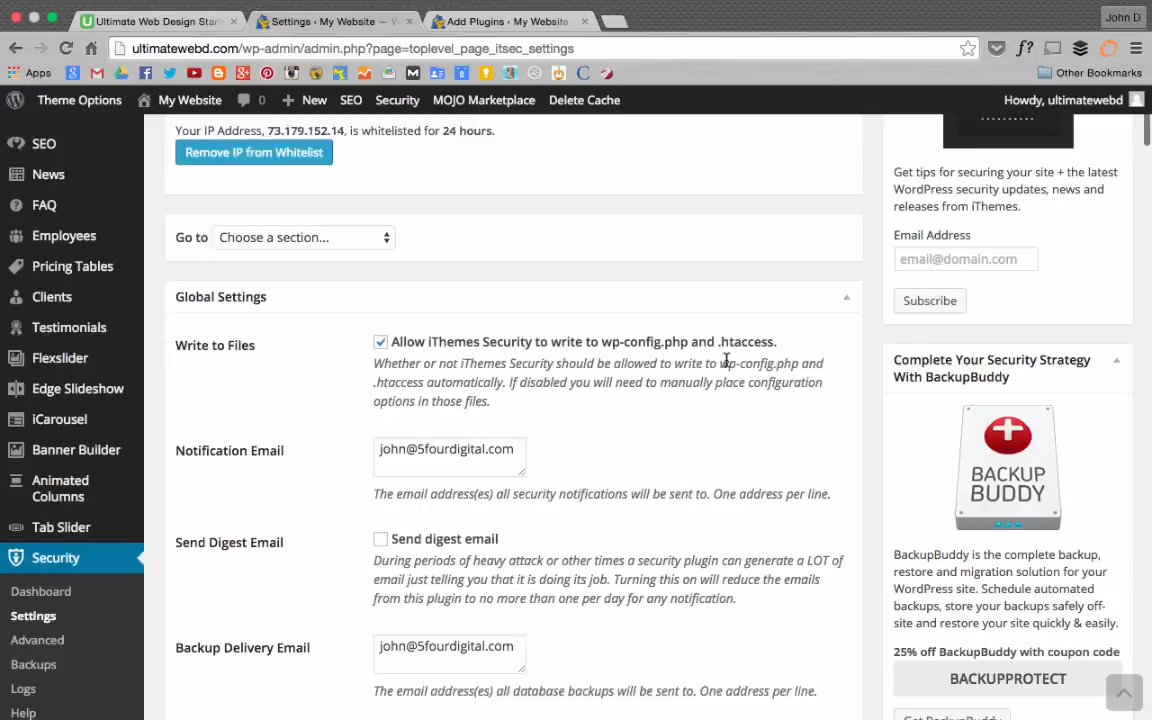 Ultimate Web Design Start
Settings ‹ My Website —
Add Plugins ‹ My Website
John D
ultimatewebd.com/wp-admin/admin.php?page=toplevel_page_itsec_settings
Apps
Other Bookmarks
Theme Options
My Website
0
New
SEO
Security
MOJO Marketplace
Delete Cache
Howdy, ultimatewebd
SEO
News
FAQ
Employees
Pricing Tables
Clients
Testimonials
Flexslider
Edge Slideshow
iCarousel
Banner Builder
Animated
Columns
Tab Slider
Security
Dashboard
Settings
Advanced
Backups
Logs
Help
Your IP Address, 73.179.152.14, is whitelisted for 24 hours.
Remove IP from Whitelist
Go to Choose a section...
Global Settings
Write to Files
Allow iThemes Security to write to wp-config.php and .htaccess.
Whether or not iThemes Security should be allowed to write to wp-config.php and
.htaccess automatically. If disabled you will need to manually place configuration
options in those files.
Notification Email
john@5fourdigital.com
The email address(es) all security notifications will be sent to. One address per line.
Send Digest Email
Send digest email
During periods of heavy attack or other times a security plugin can generate a LOT of
email just telling you that it is doing its job. Turning this on will reduce the emails
from this plugin to no more than one per day for any notification.
Backup Delivery Email
john@5fourdigital.com
The email address(es) all database backups will be sent to. One address per line.
Get tips for securing your site + the latest
WordPress security updates, news and
releases from iThemes.
Email Address
email@domain.com
Subscribe
Complete Your Security Strategy
With BackupBuddy
BACKUP
BUDDY
BackupBuddy is the complete backup,
restore and migration solution for your
WordPress site. Schedule automated
backups, store your backups safely off-
site and restore your site quickly & easily.
25% off BackupBuddy with coupon code
BACKUPPROTECT
Get BackupBuddy